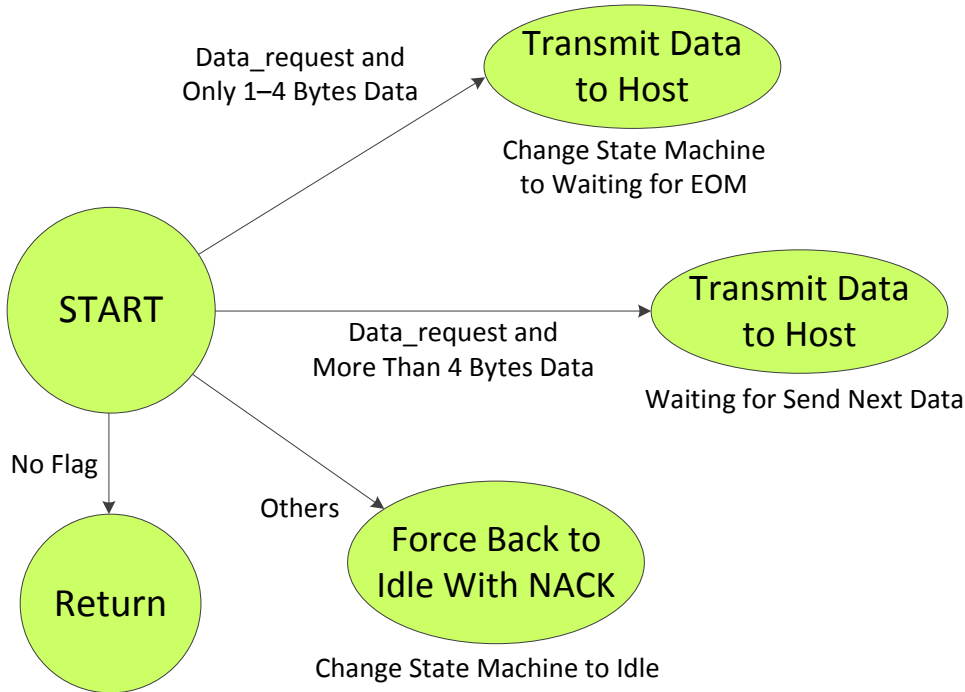 Data_request and
Only 1–4 Bytes Data
Transmit Data
to Host
Change State Machine
to Waiting for EOM
START
Data_request and
More Than 4 Bytes Data
Transmit Data
to Host
Waiting for Send Next Data
No Flag
Others
Return
Force Back to
Idle With NACK
Change State Machine to Idle